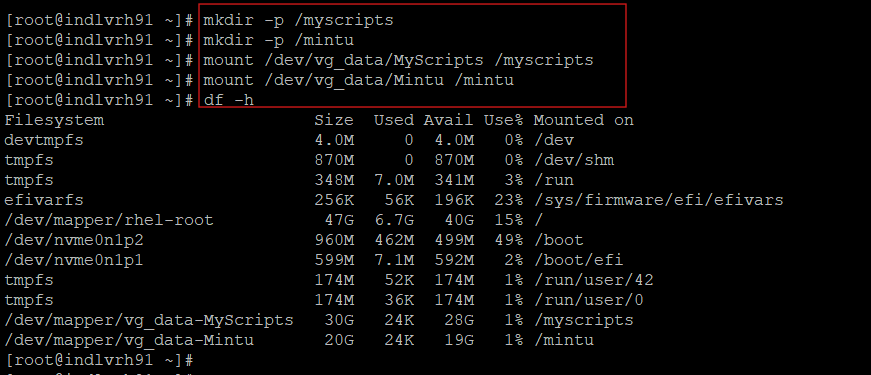 [root@indlvrh91 ~]# mkdir -p /myscripts
[root@indlvrh91 ~]# mkdir -p /mintu
[root@indlvrh91 ~]# mount /dev/vg_data/MyScripts /myscripts
[root@indlvrh91 ~]# mount /dev/vg_data/Mintu /mintu
[root@indlvrh91 ~]# df -h
Filesystem                     Size  Used Avail Use% Mounted on
devtmpfs                       4.0M     0  4.0M   0% /dev
tmpfs                          870M     0  870M   0% /dev/shm
tmpfs                          348M  7.0M  341M   3% /run
efivarfs                       256K   56K  196K  23% /sys/firmware/efi/efivars
/dev/mapper/rhel-root           47G  6.7G   40G  15% /
/dev/nvme0n1p2                 960M  462M  499M  49% /boot
/dev/nvme0n1p1                 599M  7.1M  592M   2% /boot/efi
tmpfs                          174M   52K  174M   1% /run/user/42
tmpfs                          174M   36K  174M   1% /run/user/0
/dev/mapper/vg_data-MyScripts   30G   24K   28G   1% /myscripts
/dev/mapper/vg_data-Mintu       20G   24K   19G   1% /mintu
[root@indlvrh91 ~]#